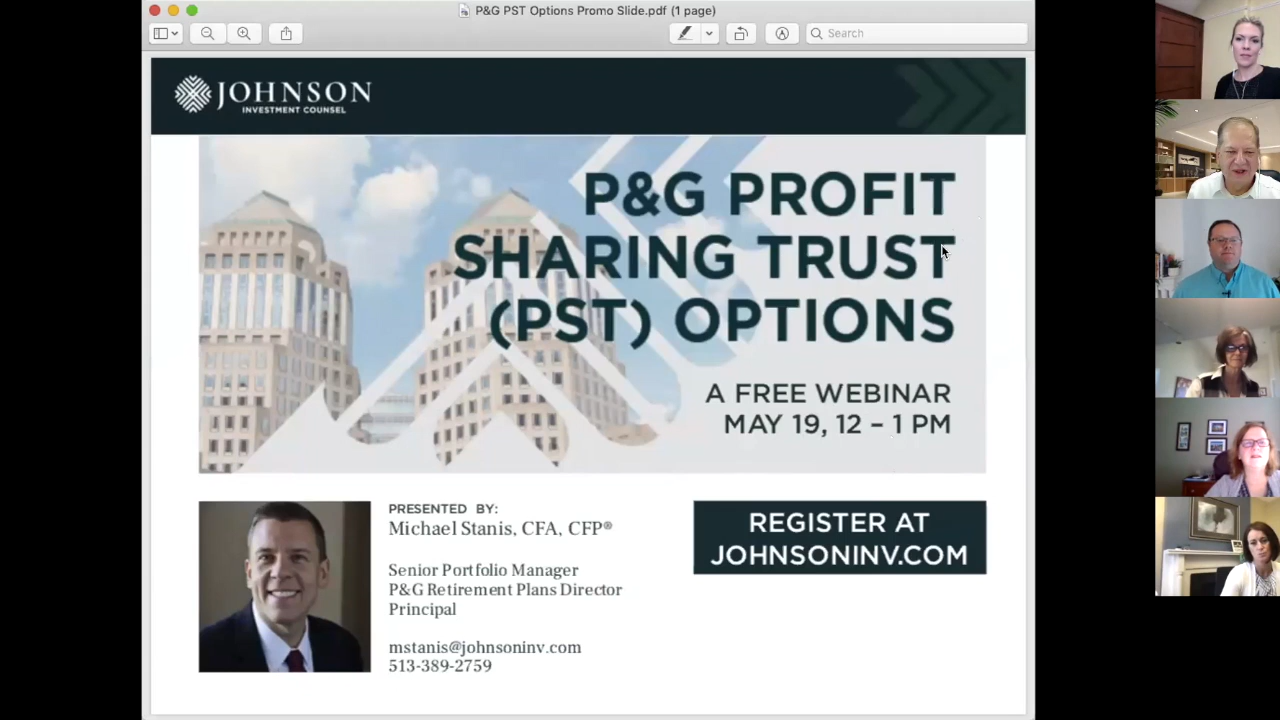 P&G PST Options Promo Slide.pdf (1 page)
Search
JOHNSON
INVESTMENT COUNSEL
P&G PROFIT
SHARING TRUST
(PST) OPTIONS
A FREE WEBINAR
MAY 19, 12 – 1 PM
PRESENTED BY:
Michael Stanis, CFA, CFP®
Senior Portfolio Manager
P&G Retirement Plans Director
Principal
mstanis@johnsoninv.com
513-389-2759
REGISTER AT
JOHNSONINV.COM